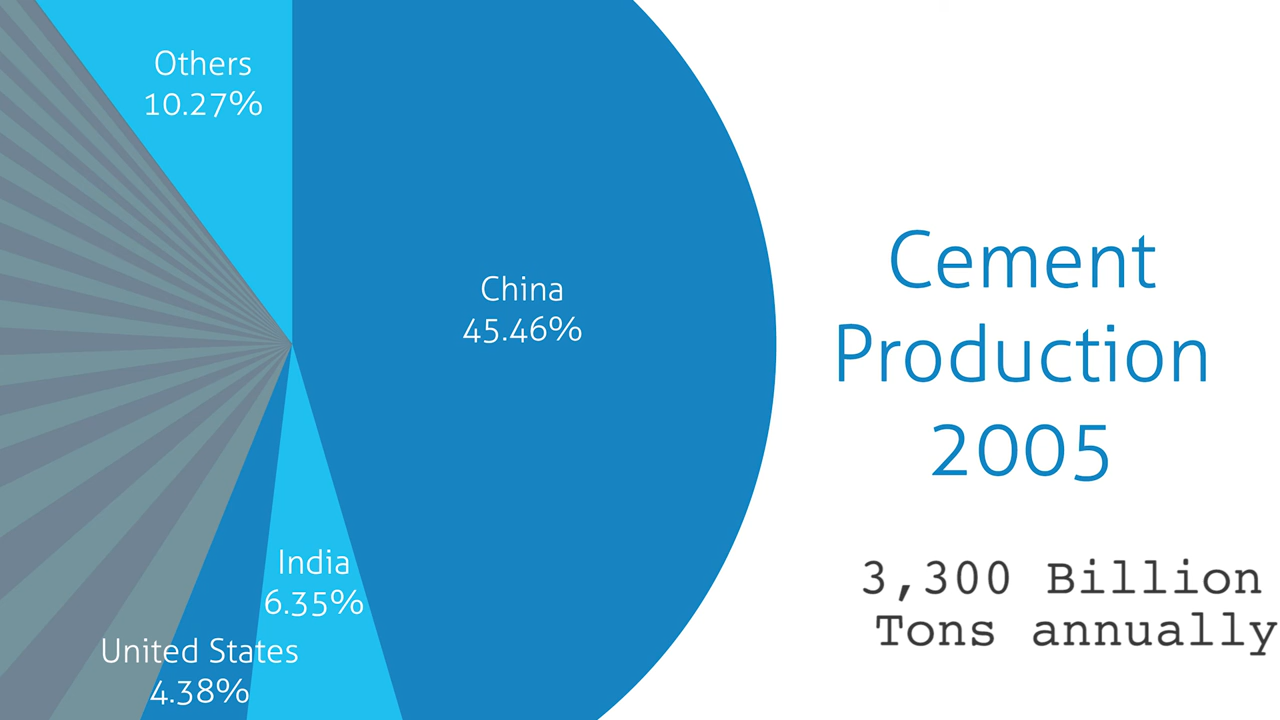 Others
10.27%
China
45.46%
India
6.35%
United States
4.38%
Cement
Production
2005
3,300 Billion
Tons annually